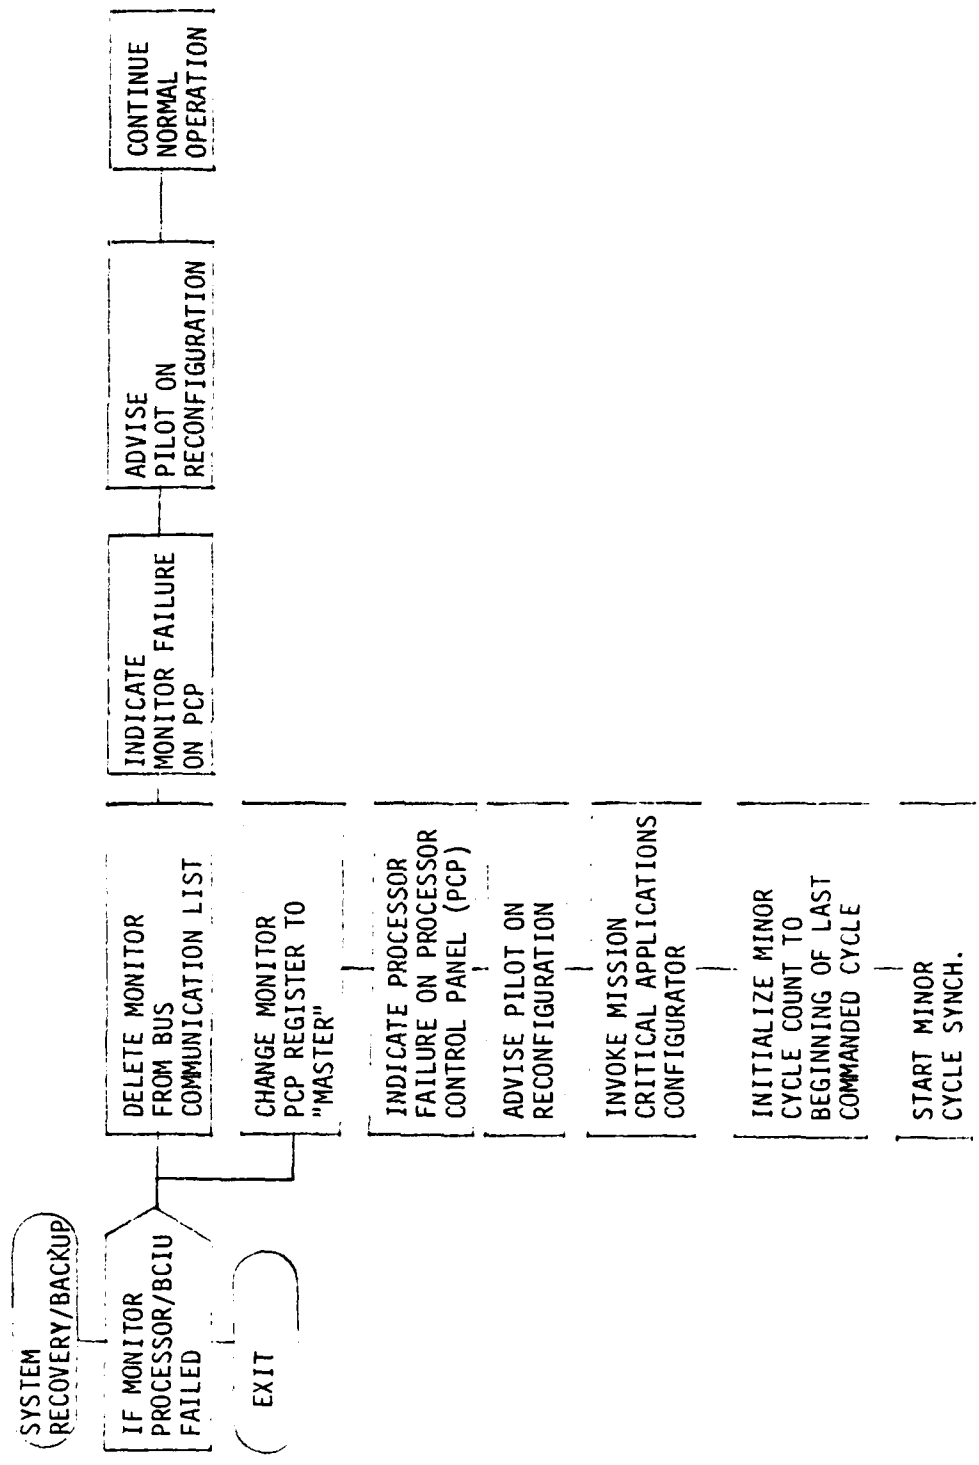 SYSTEM
RECOVERY/BACKUP
IF MONITOR
PROCESSOR/BCIU
FAILED
EXIT
DELETE MONITOR
FROM BUS
COMMUNICATION LIST
INDICATE
MONITOR FAILURE
ON PCP
ADVISE
PILOT ON
RECONFIGURATION
CONTINUE
NORMAL
OPERATION
CHANGE MONITOR
PCP REGISTER TO
"MASTER"
INDICATE PROCESSOR
FAILURE ON PROCESSOR
CONTROL PANEL (PCP)
ADVISE PILOT ON
RECONFIGURATION
INVOKE MISSION
CRITICAL APPLICATIONS
CONFIGURATOR
INITIALIZE MINOR
CYCLE COUNT TO
BEGINNING OF LAST
COMMANDED CYCLE
START MINOR
CYCLE SYNCH.